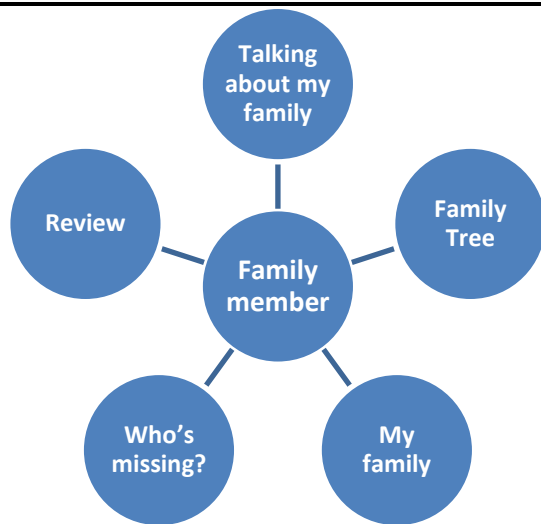 Talking
about my
family
Review
Family
Tree
Family
member
Who's
missing?
My
family